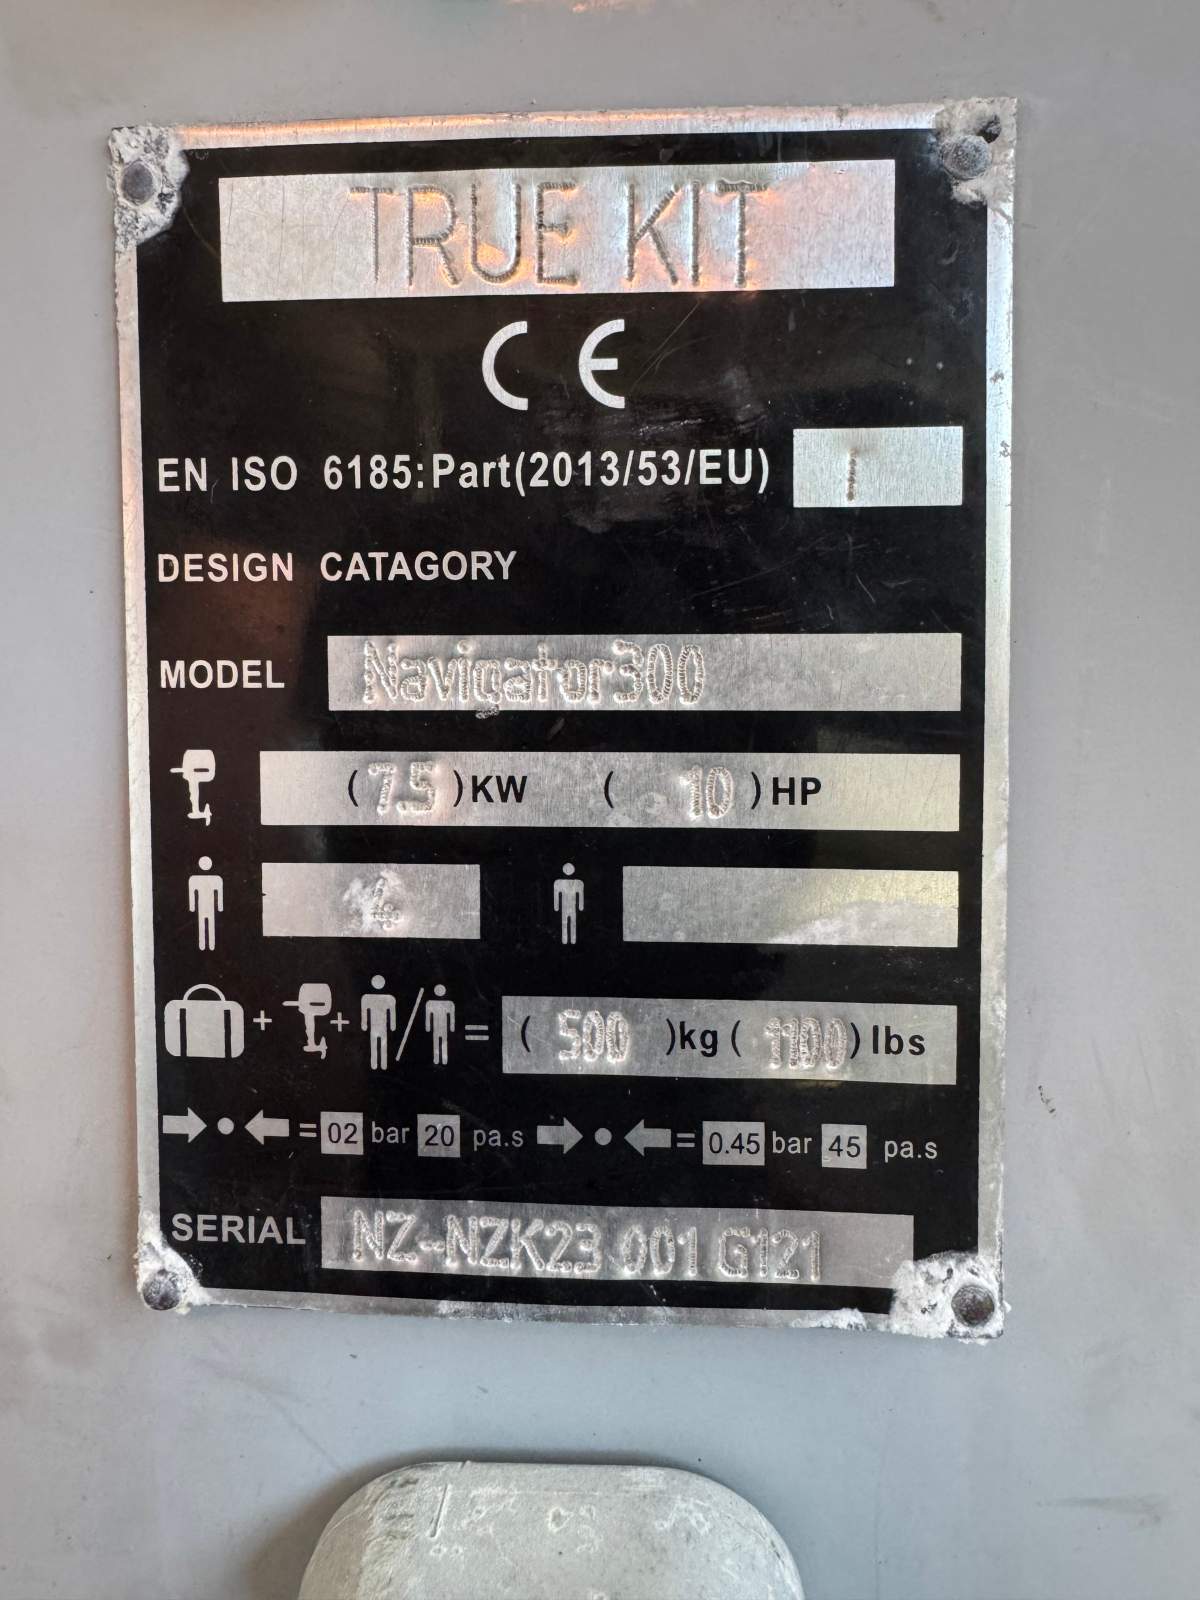 TRUE KIT
CE
EN ISO 6185:Part(2013/53/EU) I
DESIGN CATAGORY
MODEL Navigator300
(7.5)KW (10)HP
= (500)kg (1100)lbs
= 02 bar 20 pa.s = 0.45 bar 45 pa.s
SERIAL NZ-NZK23 001 G121